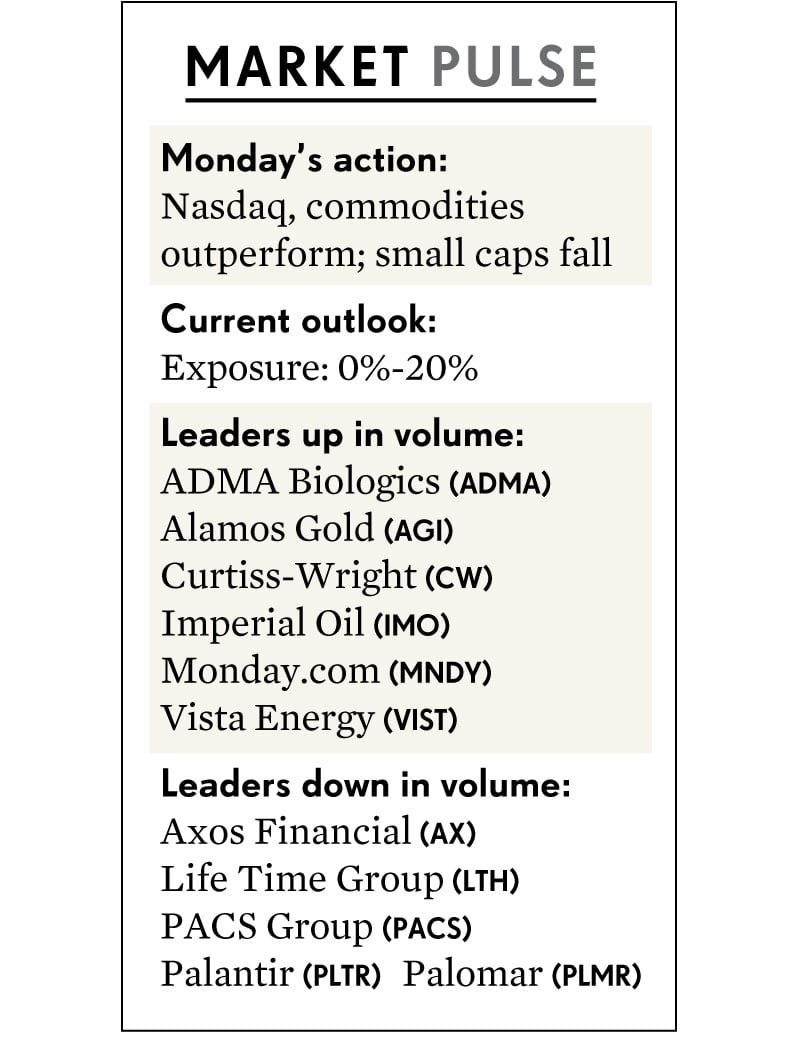 MARKET PULSE
Monday's action:
Nasdaq, commodities
outperform; small caps fall
Current outlook:
Exposure: 0%-20%
Leaders up in volume:
ADMA Biologics (ADMA)
Alamos Gold (AGI)
Curtiss-Wright (CW)
Imperial Oil (IMO)
Monday.com (MNDY)
Vista Energy (VIST)
Leaders down in volume:
Axos Financial (AX)
Life Time Group (LTH)
PACS Group (PACS)
Palantir (PLTR) Palomar (PLMR)